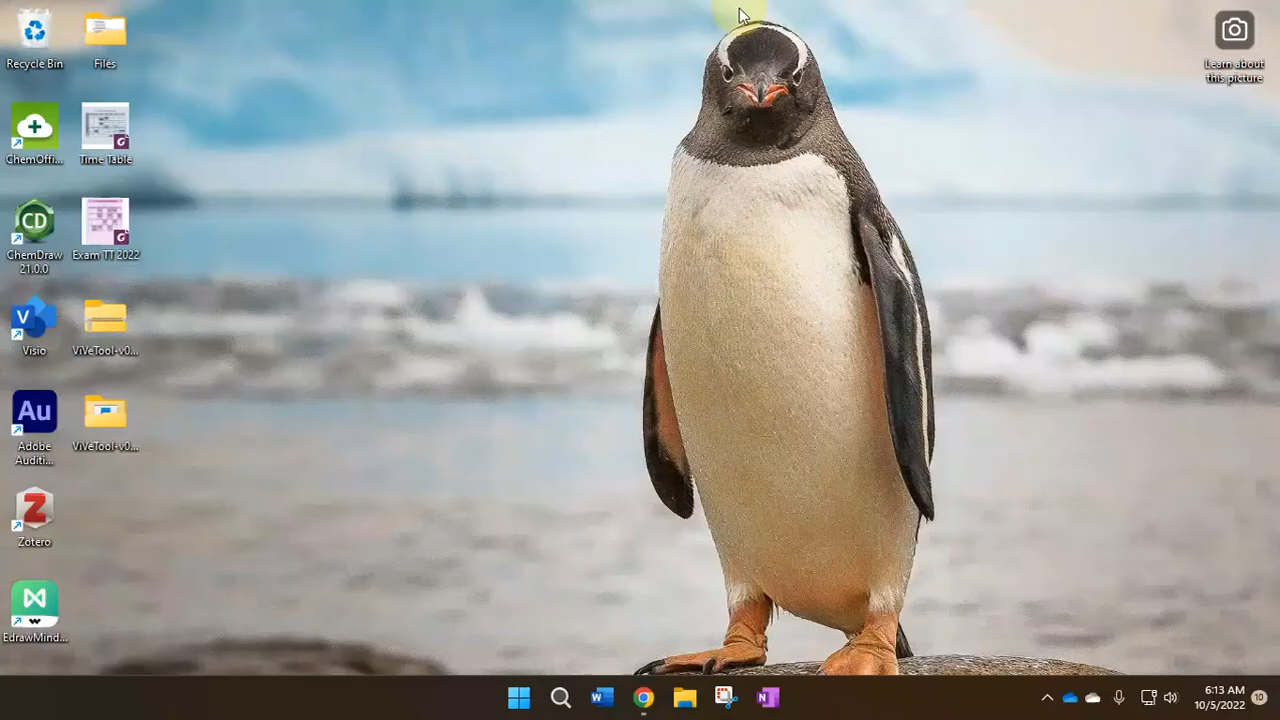 Recycle Bin
Files
Learn about
this picture
ChemOffi...
Time Table
CD
ChemDraw
21.0.0
Exam TT 2022
V
Visio
ViVeTool-v0...
Au
Adobe
Auditi...
ViVeTool-v0...
Z
Zotero
EdrawMind...
W
N
6:13 AM
10/5/2022
10